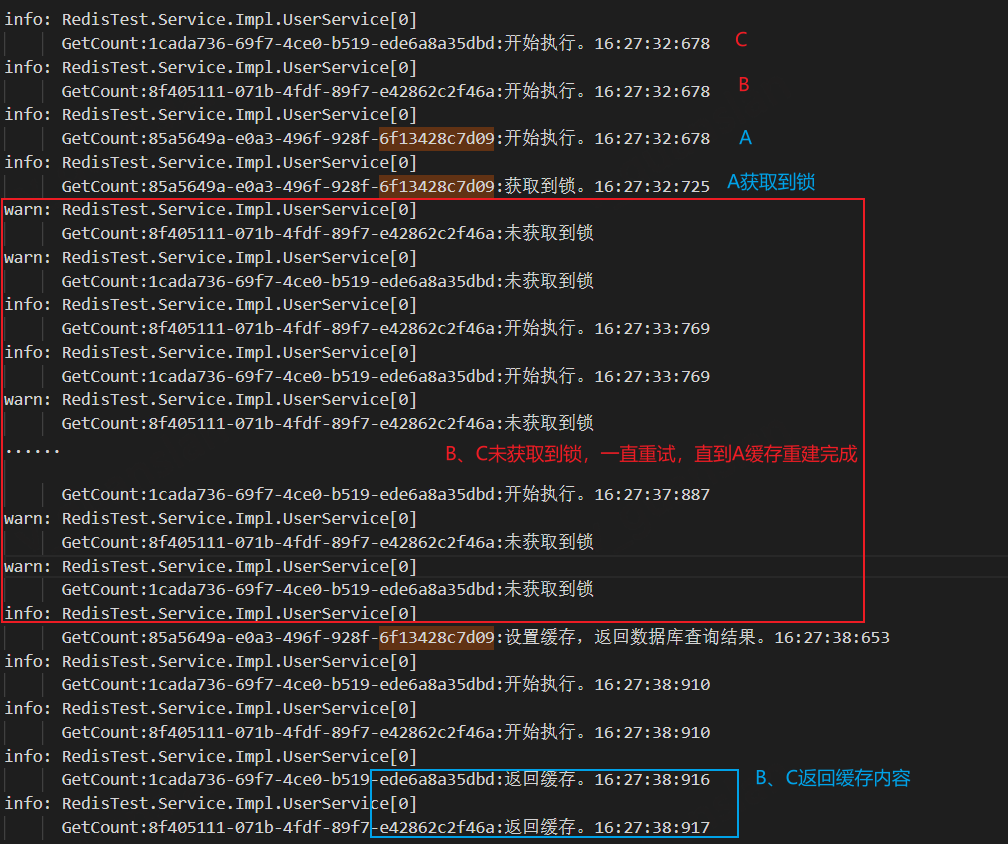 info: RedisTest.Service.Impl.UserService[0]
GetCount:1cada736-69f7-4ce0-b519-ede6a8a35dbd:开始执行。16:27:32:678 C
info: RedisTest.Service.Impl.UserService[0]
GetCount:8f405111-071b-4fdf-89f7-e42862c2f46a:开始执行。16:27:32:678 B
info: RedisTest.Service.Impl.UserService[0]
GetCount:85a5649a-e0a3-496f-928f-6f13428c7d09:开始执行。16:27:32:678 A
info: RedisTest.Service.Impl.UserService[0]
GetCount:85a5649a-e0a3-496f-928f-6f13428c7d09:获取到锁。16:27:32:725 A获取到锁
warn: RedisTest.Service.Impl.UserService[0]
GetCount:8f405111-071b-4fdf-89f7-e42862c2f46a:未获取到锁
warn: RedisTest.Service.Impl.UserService[0]
GetCount:1cada736-69f7-4ce0-b519-ede6a8a35dbd:未获取到锁
info: RedisTest.Service.Impl.UserService[0]
GetCount:8f405111-071b-4fdf-89f7-e42862c2f46a:开始执行。16:27:33:769
info: RedisTest.Service.Impl.UserService[0]
GetCount:1cada736-69f7-4ce0-b519-ede6a8a35dbd:开始执行。16:27:33:769
warn: RedisTest.Service.Impl.UserService[0]
GetCount:8f405111-071b-4fdf-89f7-e42862c2f46a:未获取到锁
······
B、C未获取到锁，一直重试，直到A缓存重建完成
GetCount:1cada736-69f7-4ce0-b519-ede6a8a35dbd:开始执行。16:27:37:887
warn: RedisTest.Service.Impl.UserService[0]
GetCount:8f405111-071b-4fdf-89f7-e42862c2f46a:未获取到锁
warn: RedisTest.Service.Impl.UserService[0]
GetCount:1cada736-69f7-4ce0-b519-ede6a8a35dbd:未获取到锁
info: RedisTest.Service.Impl.UserService[0]
GetCount:85a5649a-e0a3-496f-928f-6f13428c7d09:设置缓存，返回数据库查询结果。16:27:38:653
info: RedisTest.Service.Impl.UserService[0]
GetCount:1cada736-69f7-4ce0-b519-ede6a8a35dbd:开始执行。16:27:38:910
info: RedisTest.Service.Impl.UserService[0]
GetCount:8f405111-071b-4fdf-89f7-e42862c2f46a:开始执行。16:27:38:910
info: RedisTest.Service.Impl.UserService[0]
GetCount:1cada736-69f7-4ce0-b519-ede6a8a35dbd:返回缓存。16:27:38:916 B、C返回缓存内容
info: RedisTest.Service.Impl.UserService[0]
GetCount:8f405111-071b-4fdf-89f7-e42862c2f46a:返回缓存。16:27:38:917